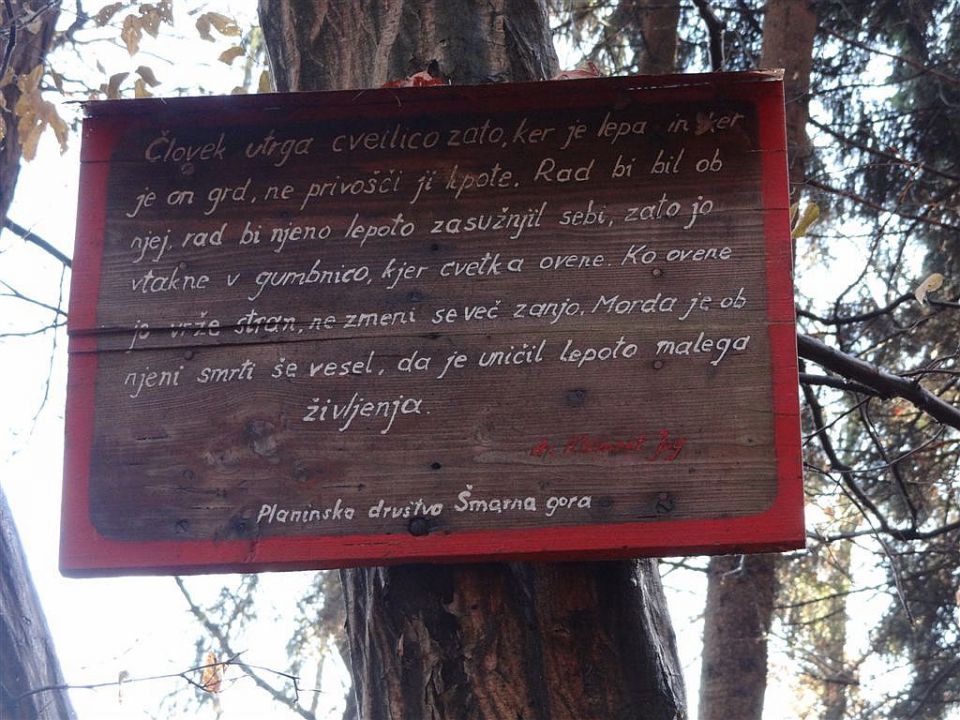 Človek utrga cvetlico zato, ker je lepa in ker
je on grd, ne privošči ji lepote. Rad bi bil ob
njej, rad bi njeno lepoto zasužnjil sebi, zato jo
vtakne v gumbnico, kjer cvetka ovene. Ko ovene
jo vrže stran, ne zmeni se več zanjo. Morda je ob
njeni smrti še vesel, da je uničil lepoto malega
življenja.
dr. Klement Jug
Planinsko društvo Šmarna gora